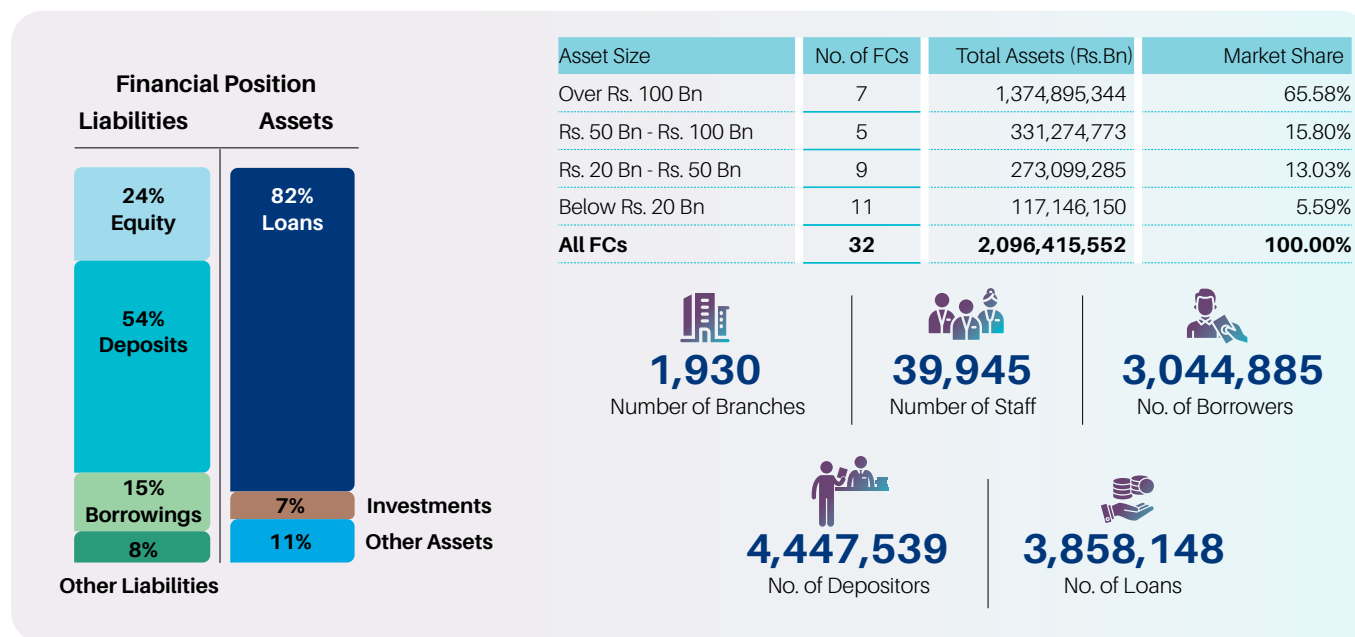 Financial Position
Liabilities Assets
24%
Equity
82%
Loans
54%
Deposits
15%
Borrowings
7% Investments
8%
11% Other Assets
Other Liabilities
Asset Size No. of FCs Total Assets (Rs.Bn) Market Share
Over Rs. 100 Bn 7 1,374,895,344 65.58%
Rs. 50 Bn - Rs. 100 Bn 5 331,274,773 15.80%
Rs. 20 Bn - Rs. 50 Bn 9 273,099,285 13.03%
Below Rs. 20 Bn 11 117,146,150 5.59%
All FCs 32 2,096,415,552 100.00%
1,930
Number of Branches
39,945
Number of Staff
3,044,885
No. of Borrowers
4,447,539
No. of Depositors
3,858,148
No. of Loans